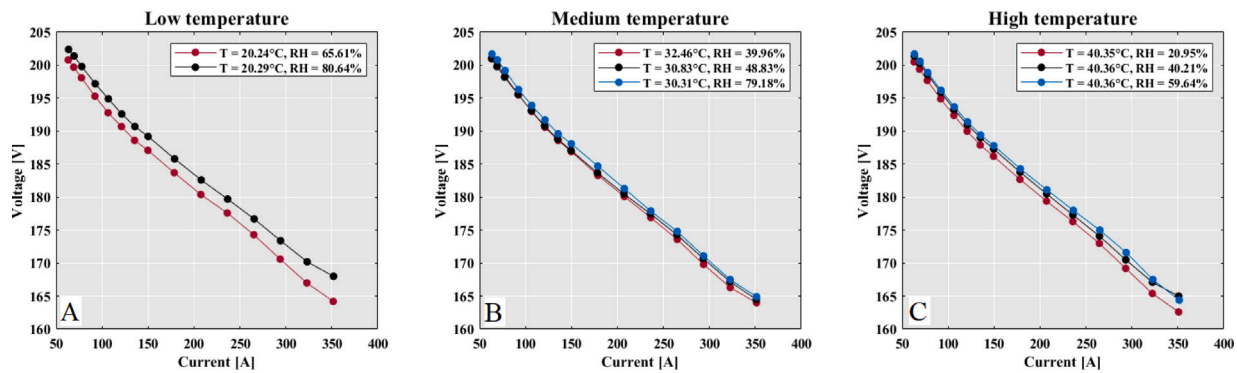 Low temperature
205
200
195
190
185
180
175
170
165
160
Voltage [V]
T = 20.24°C, RH = 65.61%
T = 20.29°C, RH = 80.64%
A
50 100 150 200 250 300 350 400
Current [A]
Medium temperature
205
200
195
190
185
180
175
170
165
160
Voltage [V]
T = 32.46°C, RH = 39.96%
T = 30.83°C, RH = 48.83%
T = 30.31°C, RH = 79.18%
B
50 100 150 200 250 300 350 400
Current [A]
High temperature
205
200
195
190
185
180
175
170
165
160
Voltage [V]
T = 40.35°C, RH = 20.95%
T = 40.36°C, RH = 40.21%
T = 40.36°C, RH = 59.64%
C
50 100 150 200 250 300 350 400
Current [A]